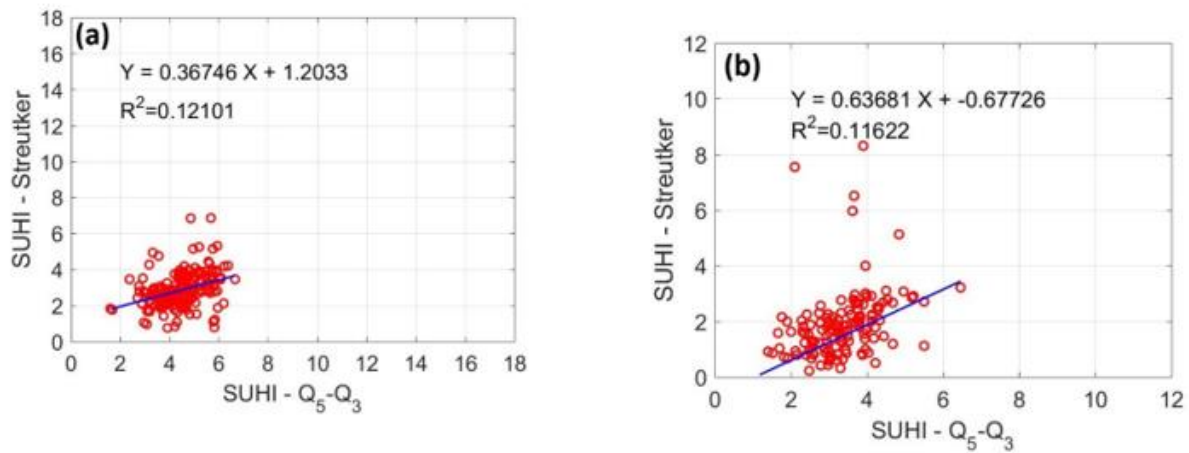 (a)
Y = 0.36746 X + 1.2033
R²=0.12101
SUHI - Streutker
18
16
14
12
10
8
6
4
2
0
0 2 4 6 8 10 12 14 16 18
SUHI - Q₅-Q₃
(b)
Y = 0.63681 X + -0.67726
R²=0.11622
SUHI - Streutker
12
10
8
6
4
2
0
0 2 4 6 8 10 12
SUHI - Q₅-Q₃